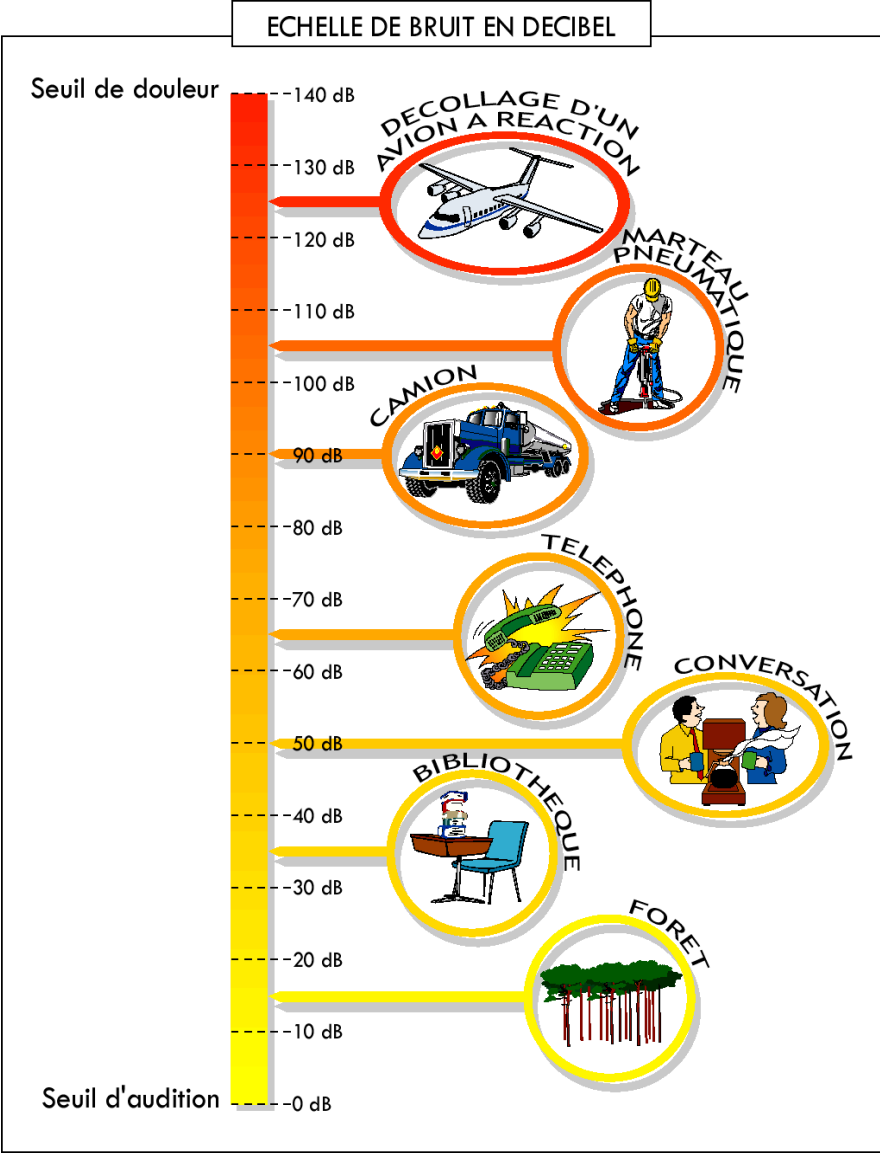 ECHELLE DE BRUIT EN DECIBEL
Seuil de douleur
140 dB
DECOLLAGE D'UN
AVION A REACTION
130 dB
120 dB
MARTEAU
PNEUMATIQUE
110 dB
100 dB
CAMION
90 dB
80 dB
TELEPHONE
70 dB
60 dB
CONVERSATION
50 dB
BIBLIOTHEQUE
40 dB
30 dB
FORET
20 dB
10 dB
Seuil d'audition
0 dB